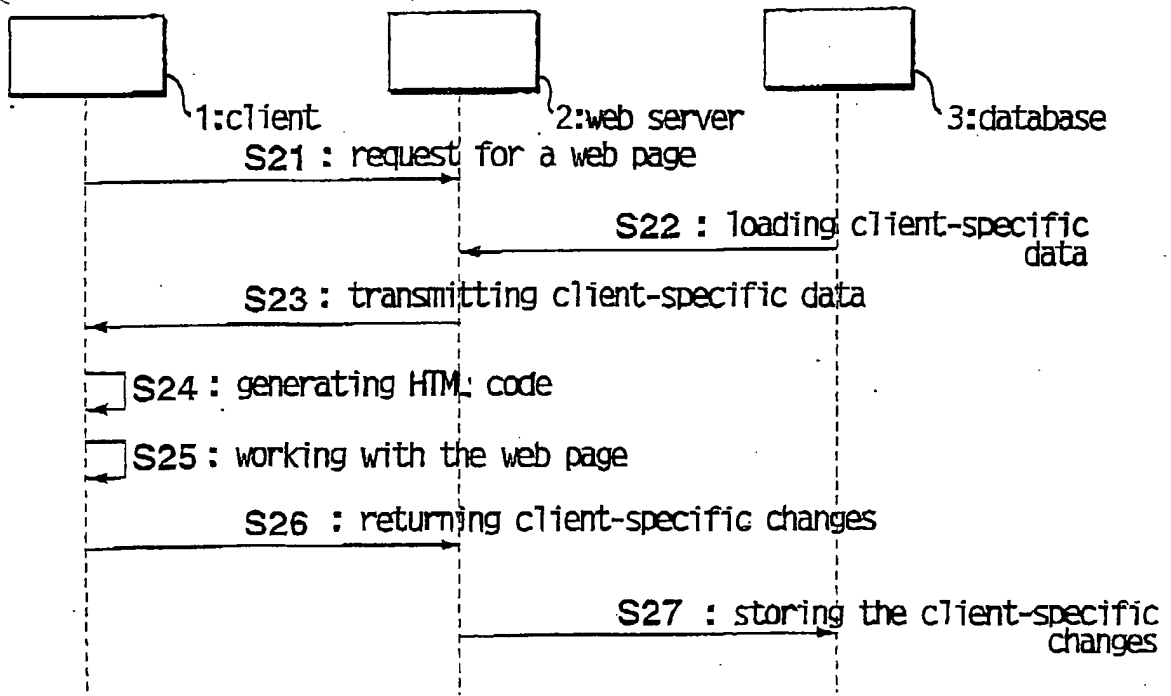 1:client
2:web server
3:database
S21 : request for a web page
S22 : loading client-specific
data
S23 : transmitting client-specific data
S24 : generating HTML code
S25 : working with the web page
S26 : returning client-specific changes
S27 : storing the client-specific
changes